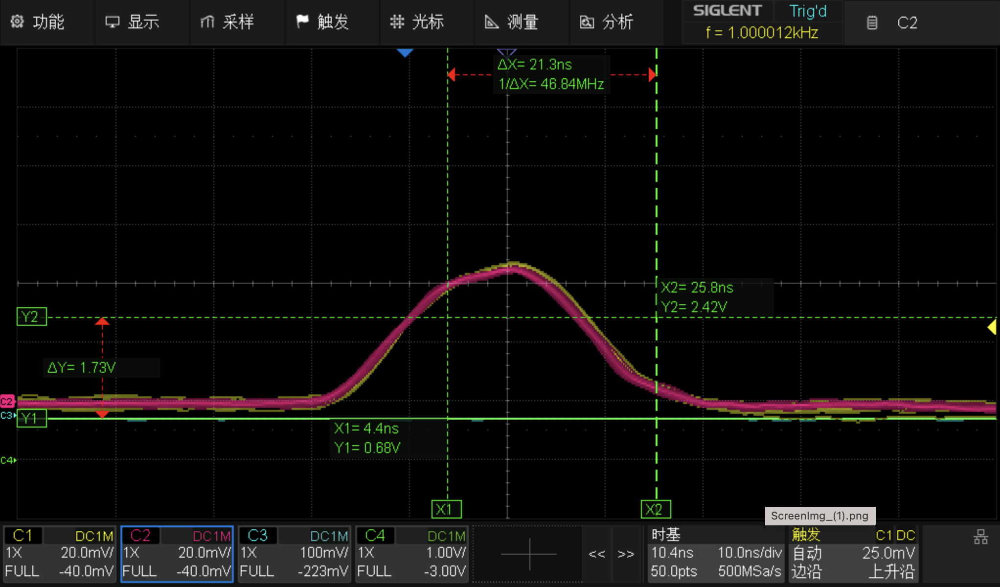 功能
显示
采样
触发
光标
测量
分析
SIGLENT
Trig'd
f = 1.000012kHz
C2
ΔX= 21.3ns
1/ΔX= 46.84MHz
X2= 25.8ns
Y2= 2.42V
Y2
ΔY= 1.73V
C2
C3
Y1
X1= 4.4ns
Y1= 0.68V
C4
X1
X2
ScreenImg_(1).png
C1 DC1M
1X 20.0mV/
FULL -40.0mV
C2 DC1M
1X 20.0mV/
FULL -40.0mV
C3 DC1M
1X 100mV/
FULL -223mV
C4 DC1M
1X 1.00V/
FULL -3.00V
<< >>
时基
10.4ns 10.0ns/div
50.0pts 500MSa/s
触发 C1 DC
自动 25.0mV
边沿 上升沿